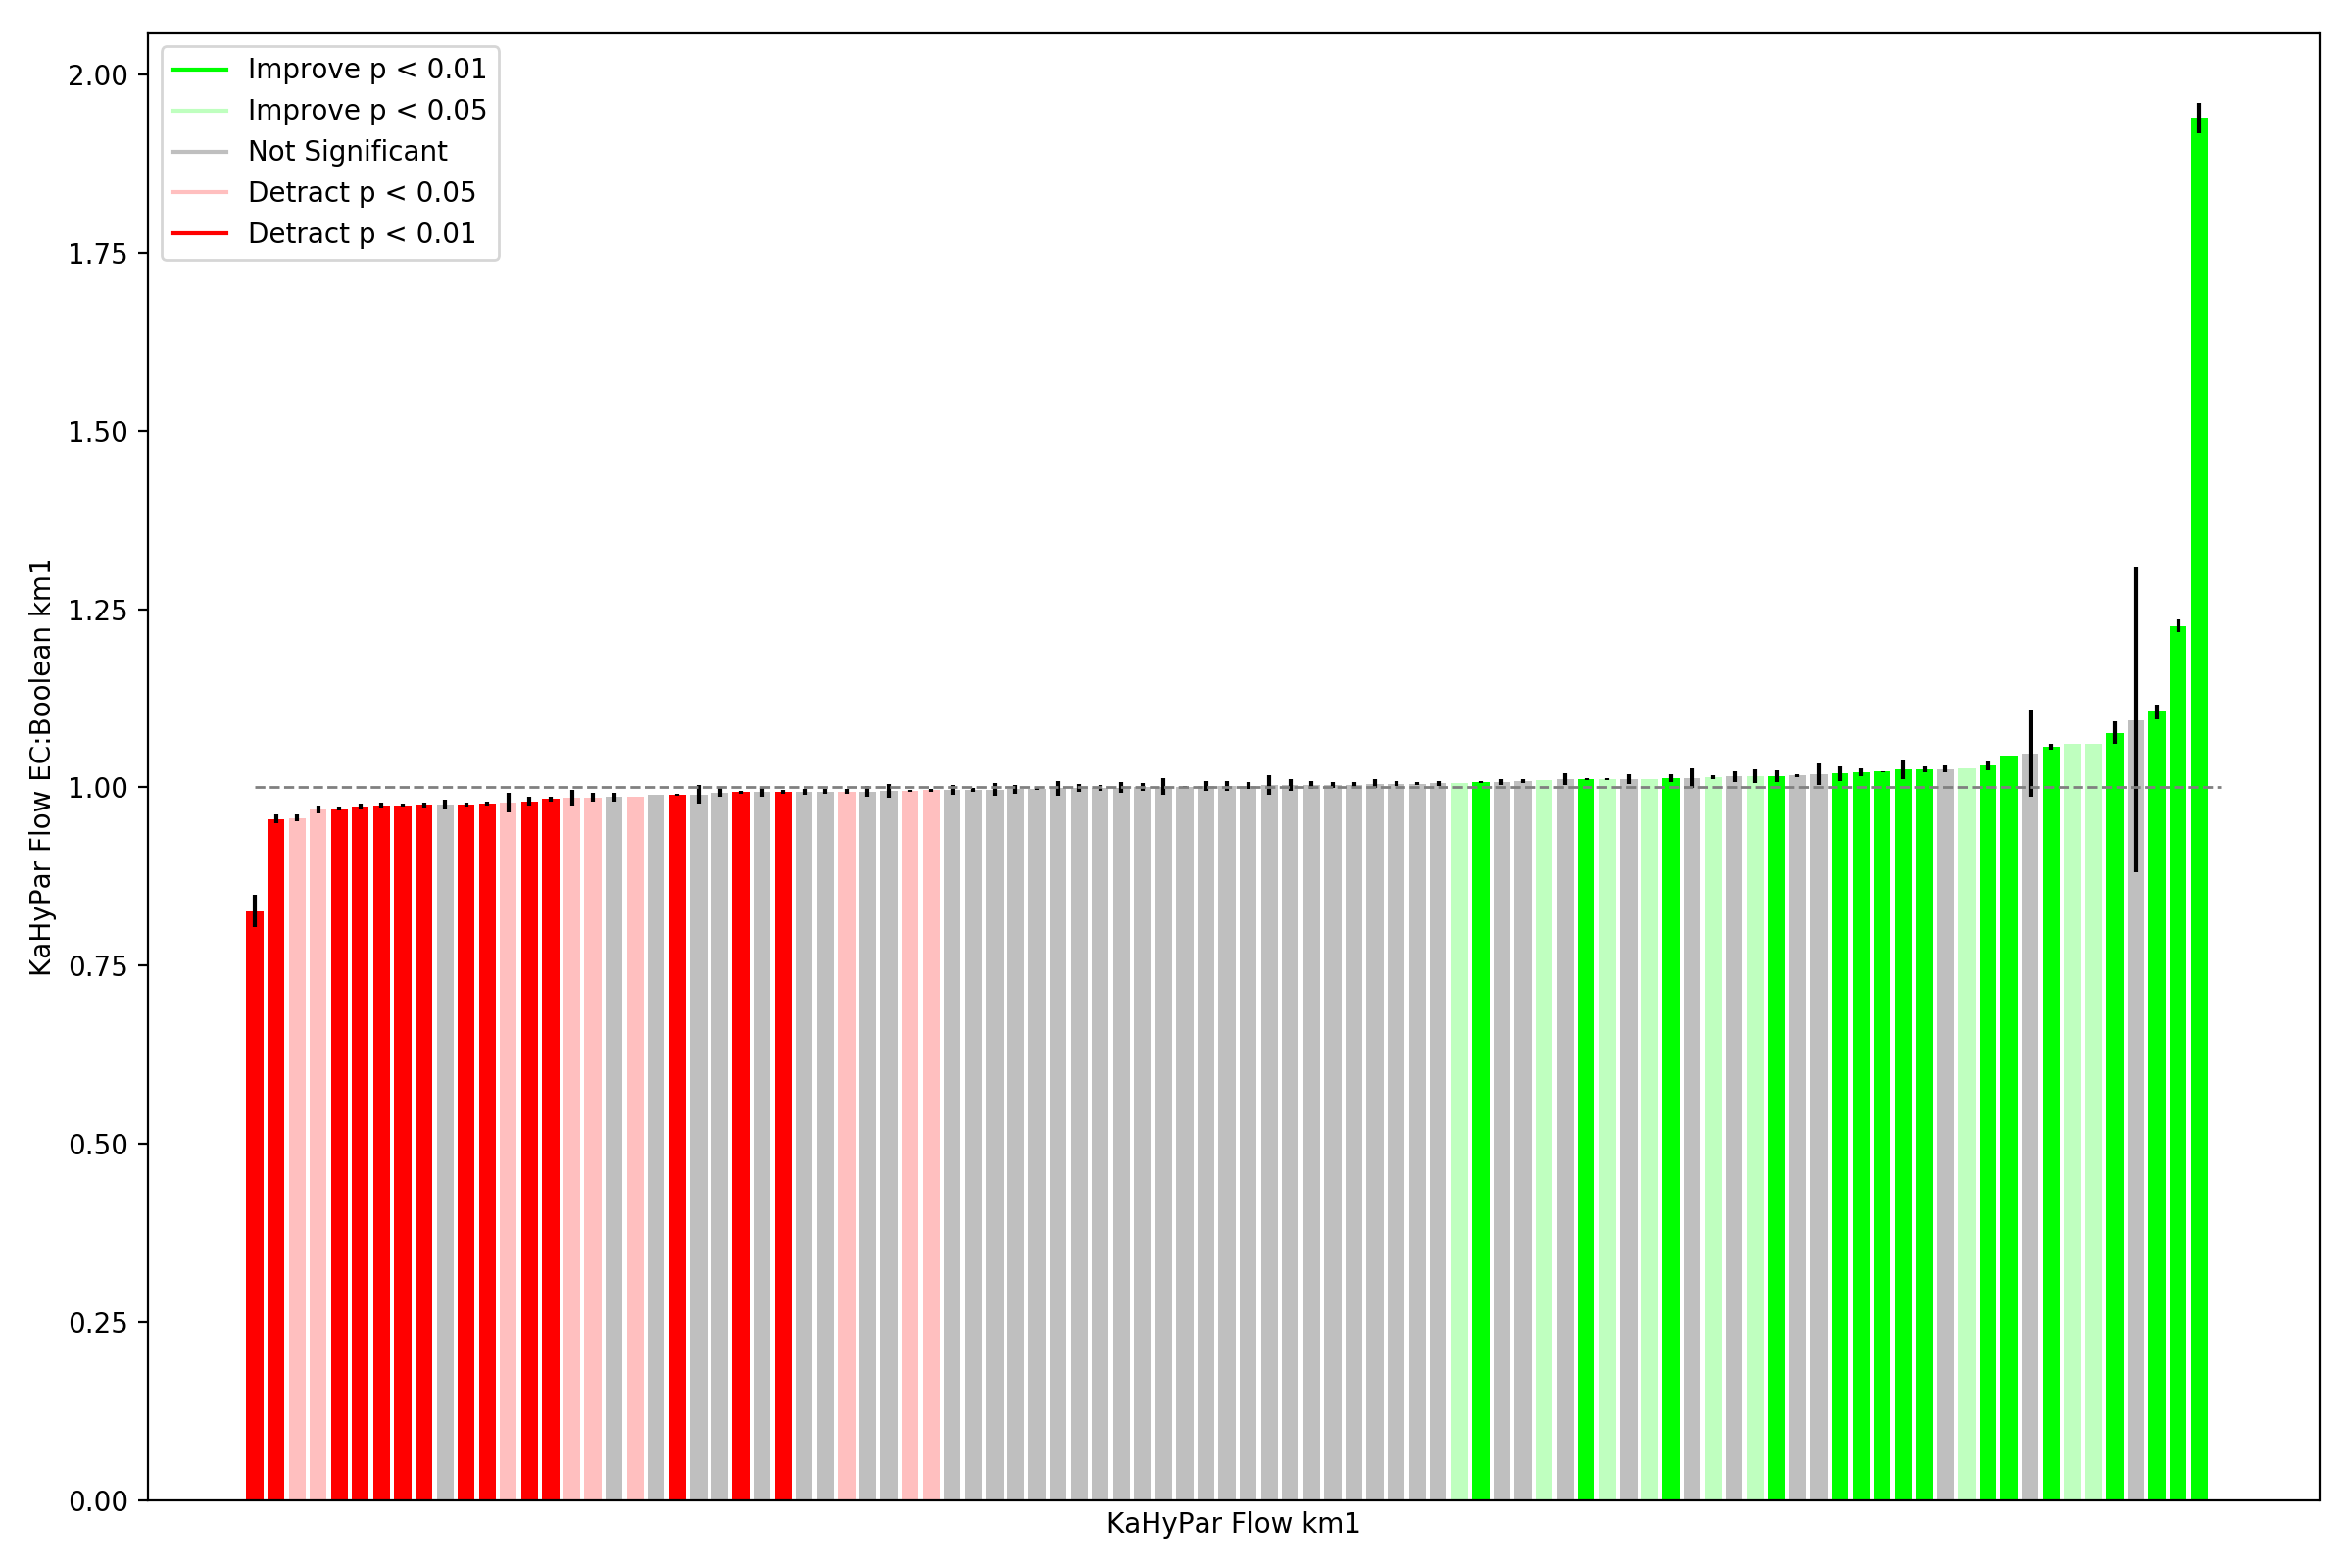 Improve p < 0.01
Improve p < 0.05
Not Significant
Detract p < 0.05
Detract p < 0.01
2.00
1.75
1.50
1.25
1.00
0.75
0.50
0.25
0.00
KaHyPar Flow EC:Boolean km1
KaHyPar Flow km1